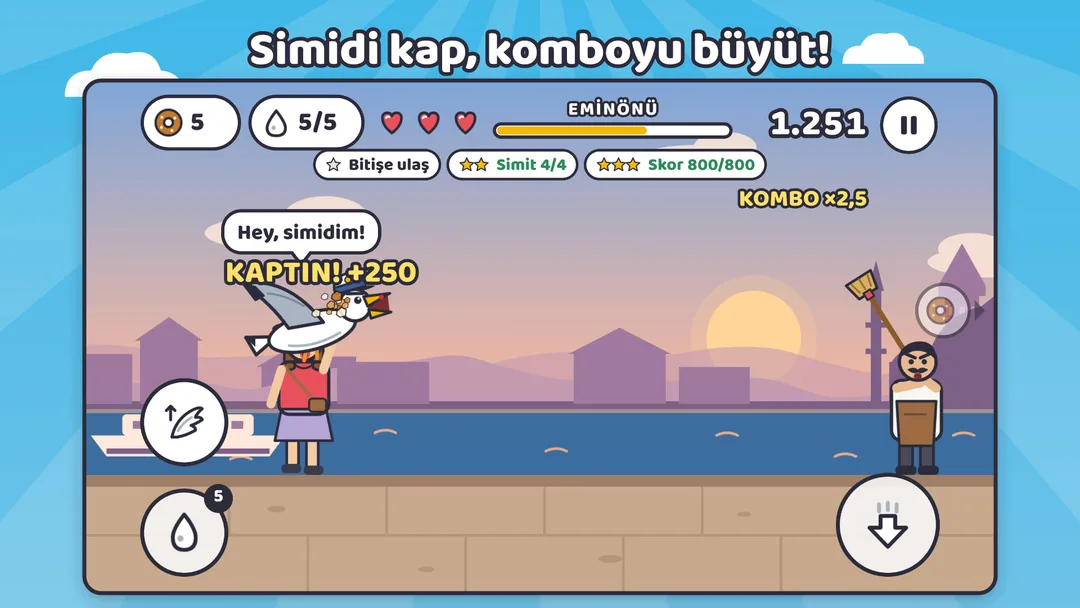 Simidi kap, komboyu büyüt!
5
5/5
EMİNÖNÜ
1.251
Bitişe ulaş
Simit 4/4
Skor 800/800
KOMBO ×2,5
Hey, simidim!
KAPTIN! +250
5